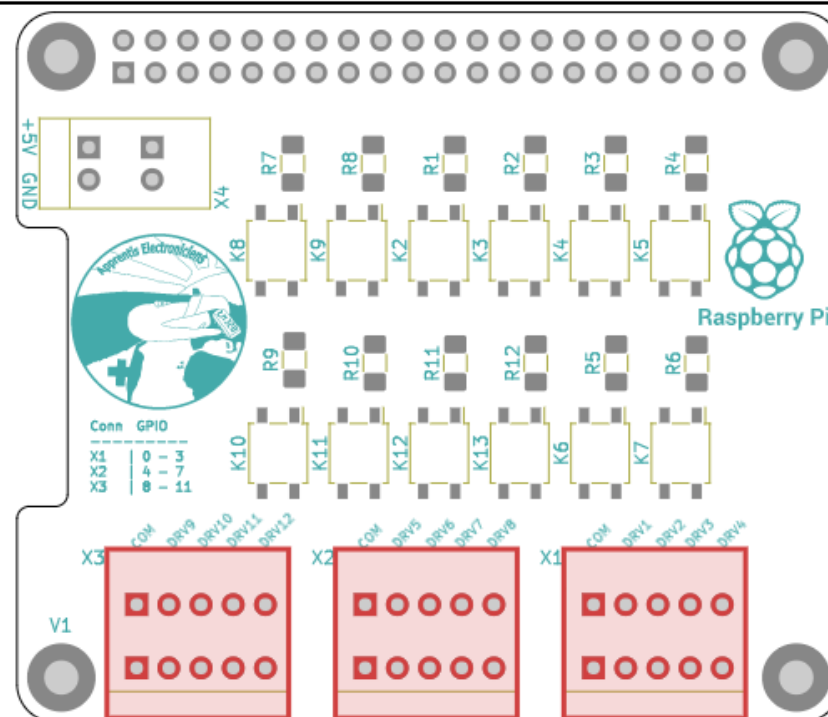 +5V
GND
X4
R7
R8
R1
R2
R3
R4
K8
K9
K2
K3
K4
K5
Apprentis Electroniciens
Raspberry Pi
R9
R10
R11
R12
R5
R6
K10
K11
K12
K13
K6
K7
Conn GPIO
---------
X1 | 0 - 3
X2 | 4 - 7
X3 | 8 - 11
X3
COM
DRV9
DRV10
DRV11
DRV12
X2
COM
DRV5
DRV6
DRV7
DRV8
X1
COM
DRV1
DRV2
DRV3
DRV4
V1